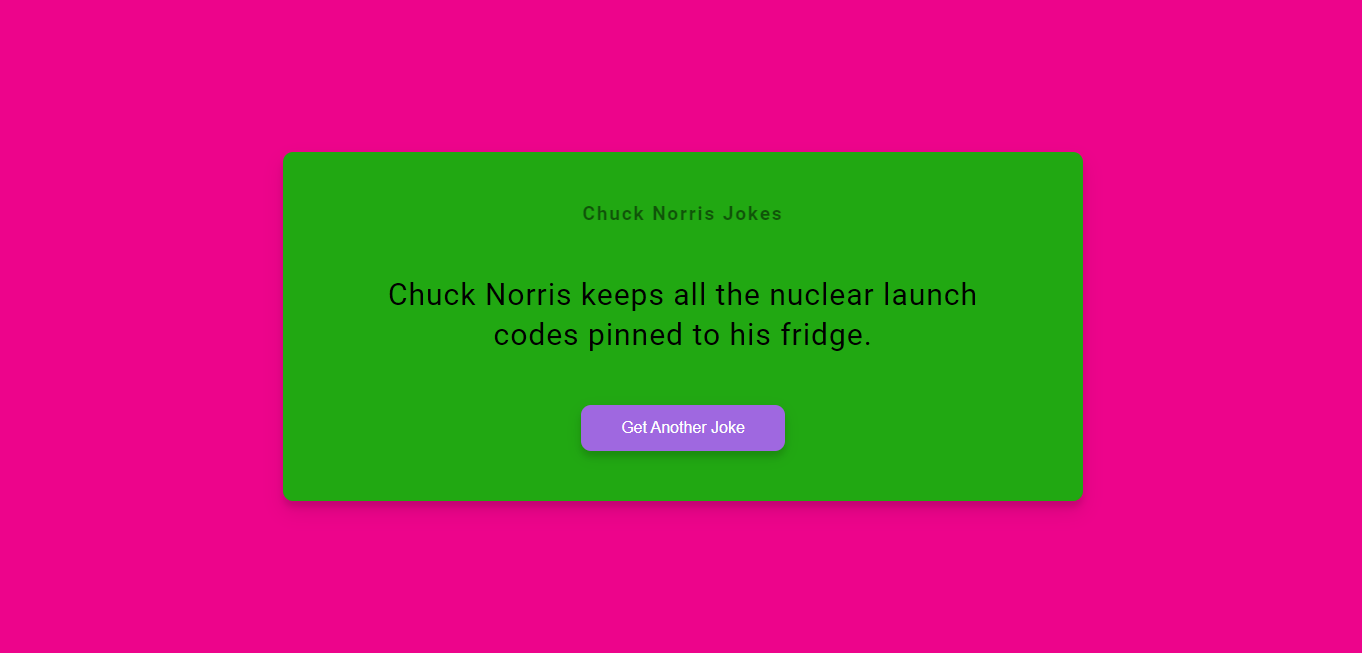 Chuck Norris Jokes
Chuck Norris keeps all the nuclear launch
codes pinned to his fridge.
Get Another Joke